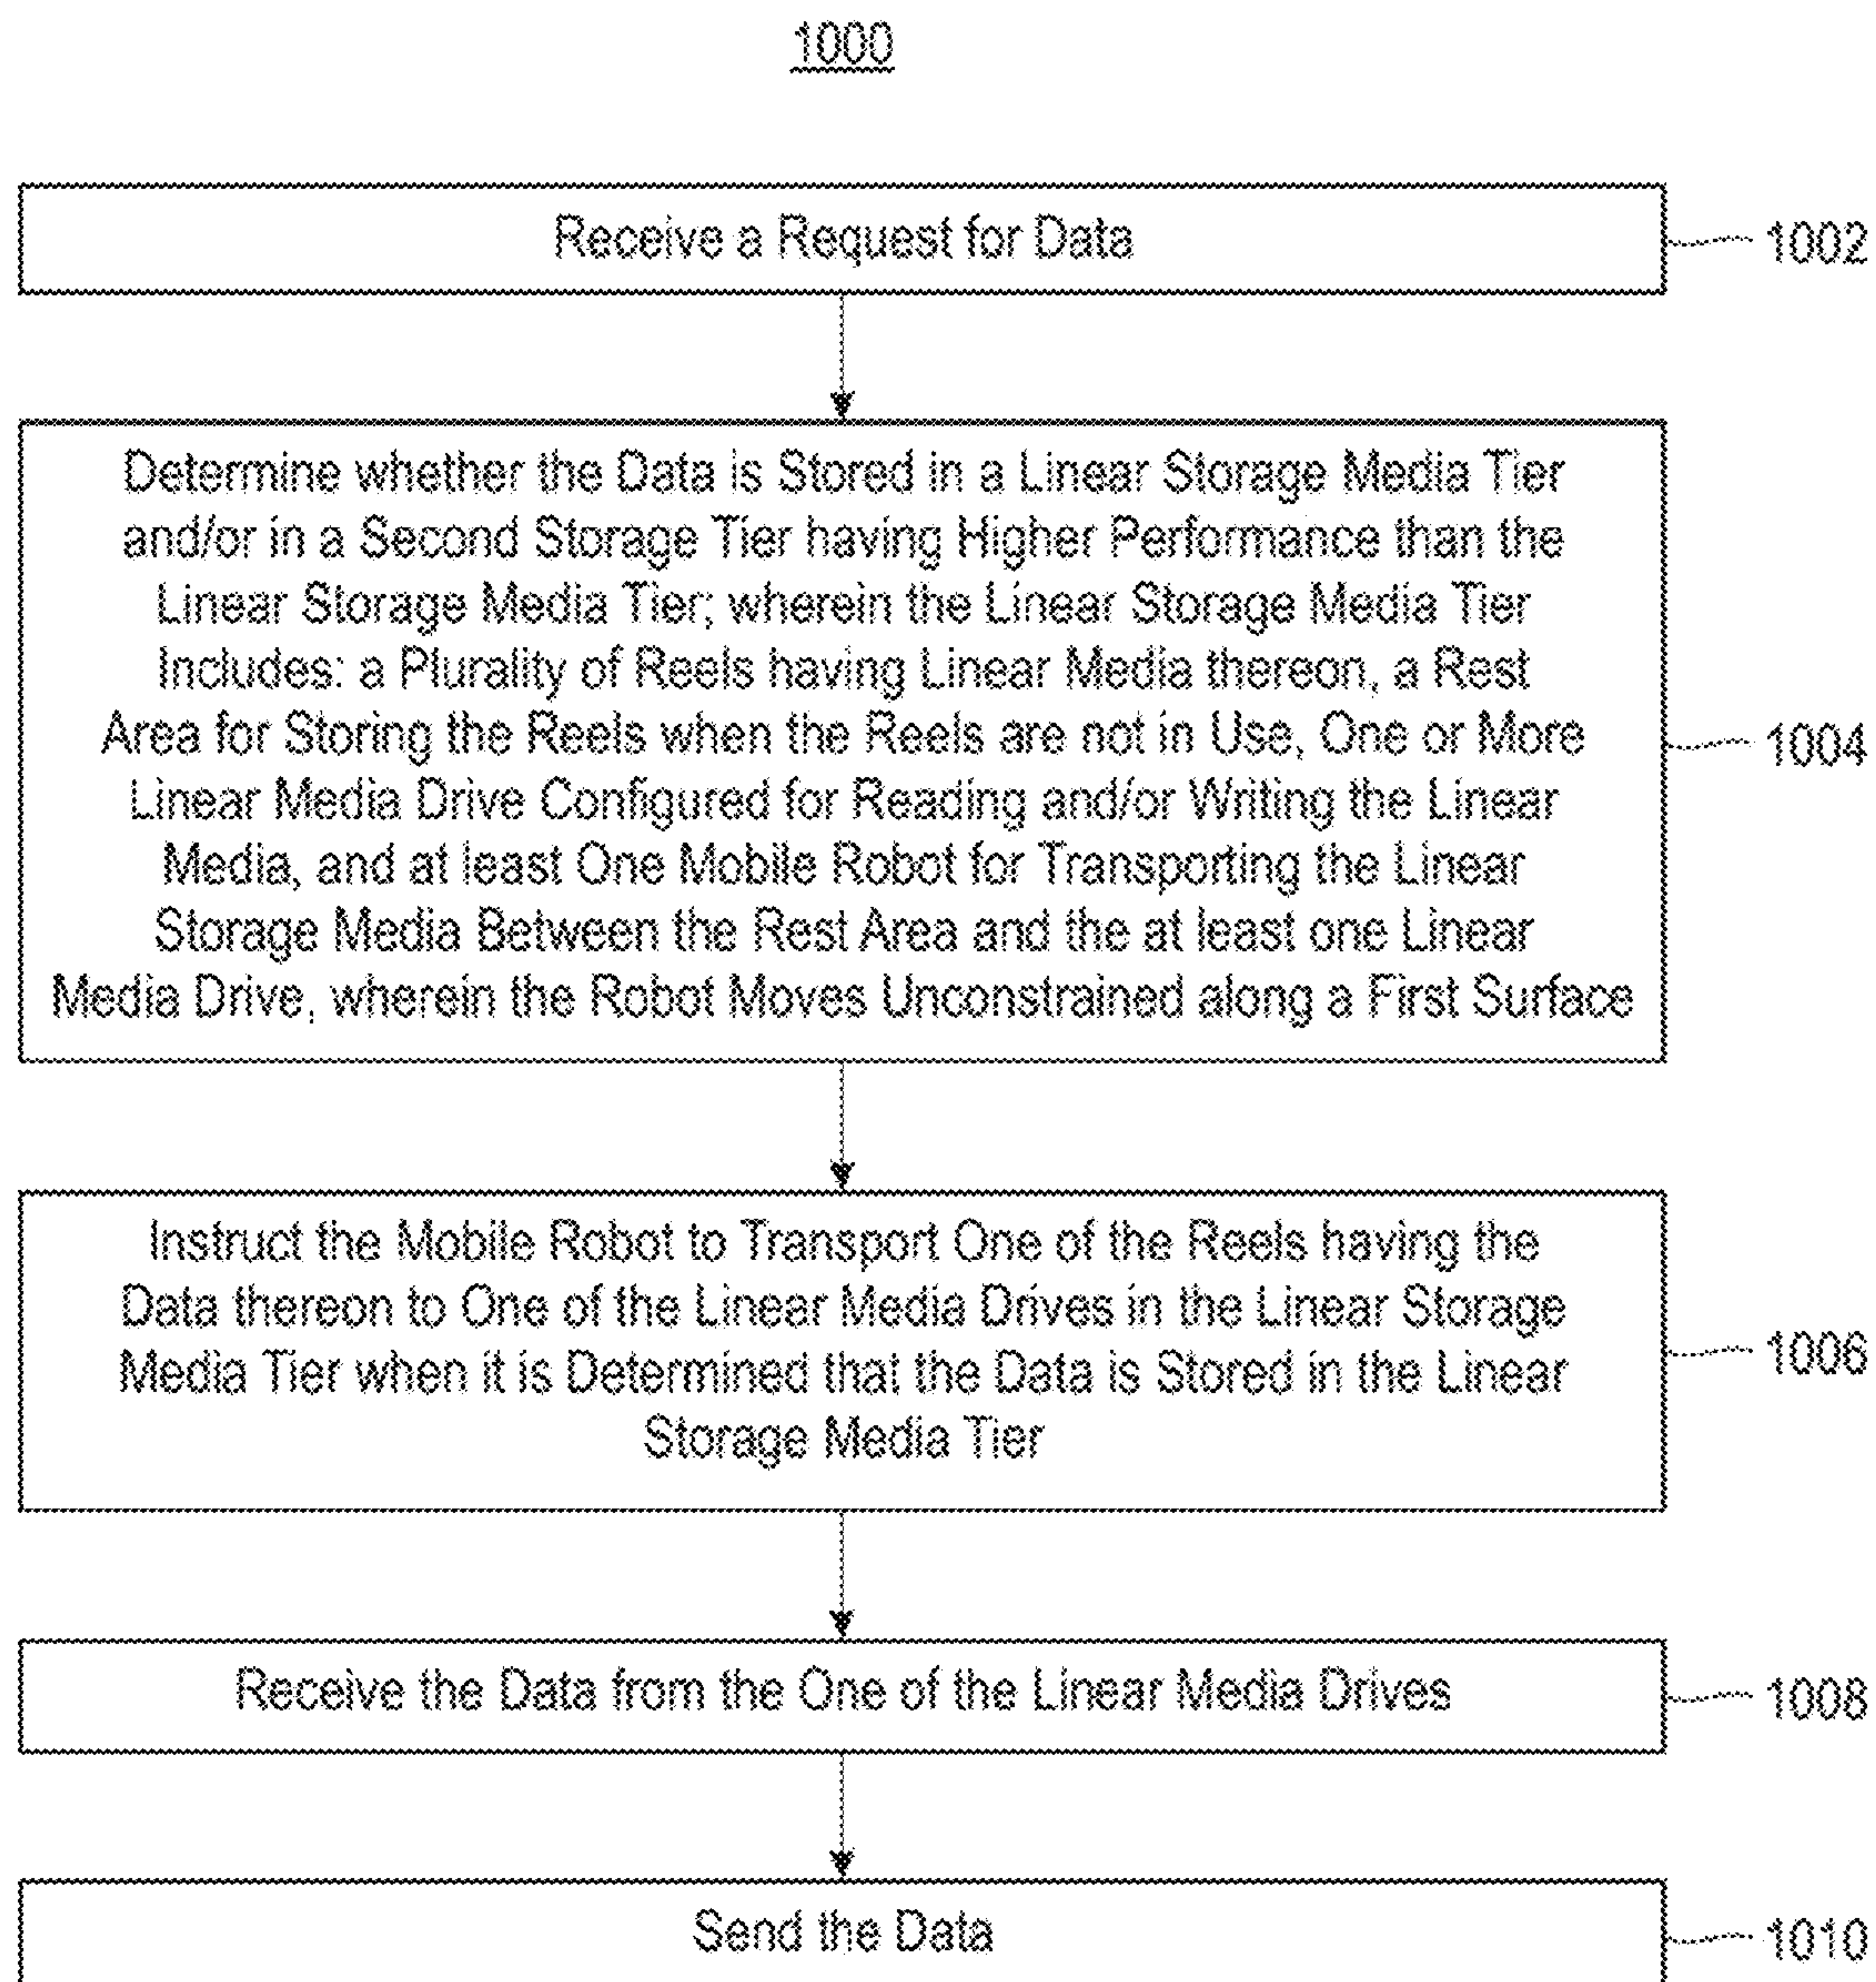 1000
Receive a Request for Data
1002
Determine whether the Data is Stored in a Linear Storage Media Tier
and/or in a Second Storage Tier having Higher Performance than the
Linear Storage Media Tier; wherein the Linear Storage Media Tier
Includes: a Plurality of Reels having Linear Media thereon, a Rest
Area for Storing the Reels when the Reels are not in Use, One or More
Linear Media Drive Configured for Reading and/or Writing the Linear
Media, and at least One Mobile Robot for Transporting the Linear
Storage Media Between the Rest Area and the at least one Linear
Media Drive, wherein the Robot Moves Unconstrained along a First Surface
1004
Instruct the Mobile Robot to Transport One of the Reels having the
Data thereon to One of the Linear Media Drives in the Linear Storage
Media Tier when it is Determined that the Data is Stored in the Linear
Storage Media Tier
1006
Receive the Data from the One of the Linear Media Drives
1008
Send the Data
1010